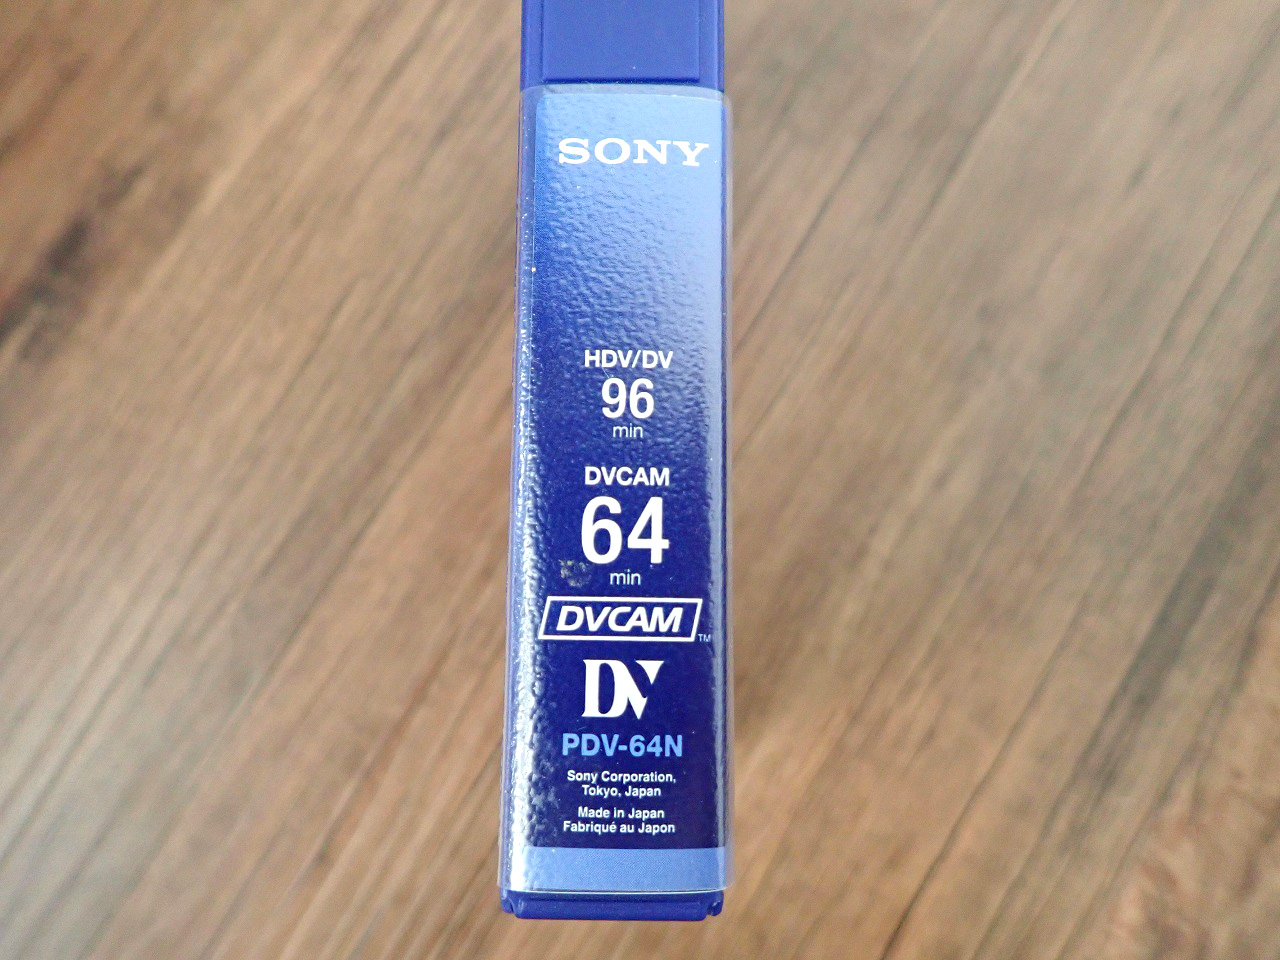 SONY
HDV/DV
96
min
DVCAM
64
min
DVCAM™
DV
PDV-64N
Sony Corporation,
Tokyo, Japan
Made in Japan
Fabriqué au Japon